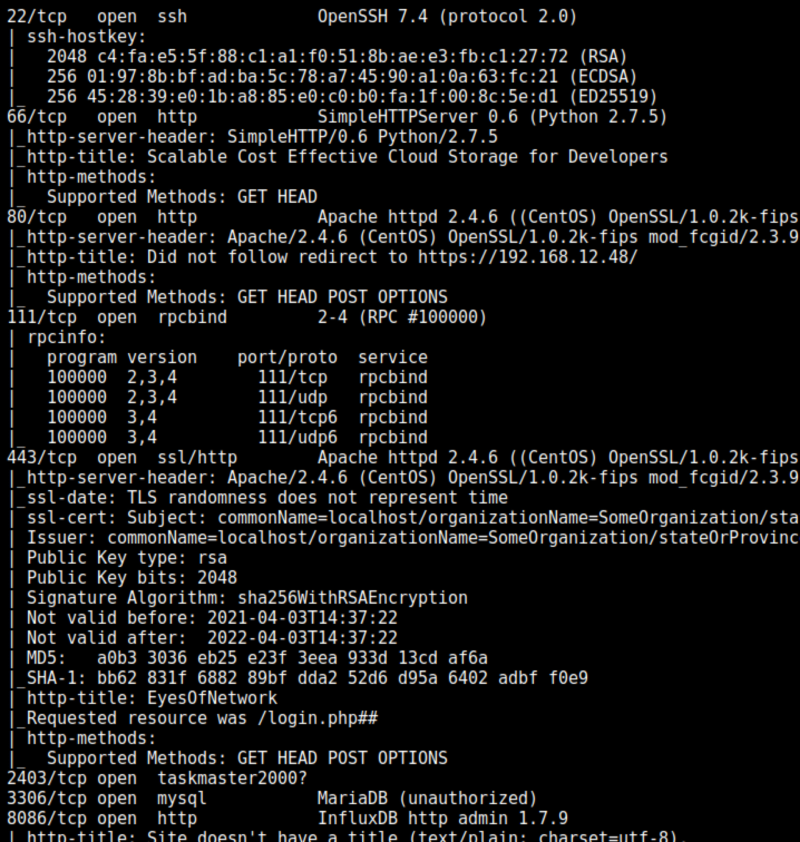 22/tcp   open  ssh             OpenSSH 7.4 (protocol 2.0)
| ssh-hostkey:
|   2048 c4:fa:e5:5f:88:c1:a1:f0:51:8b:ae:e3:fb:c1:27:72 (RSA)
|   256 01:97:8b:bf:ad:ba:5c:78:a7:45:90:a1:0a:63:fc:21 (ECDSA)
|_  256 45:28:39:e0:1b:a8:85:e0:c0:b0:fa:1f:00:8c:5e:d1 (ED25519)
66/tcp   open  http            SimpleHTTPServer 0.6 (Python 2.7.5)
|_http-server-header: SimpleHTTP/0.6 Python/2.7.5
|_http-title: Scalable Cost Effective Cloud Storage for Developers
| http-methods:
|_  Supported Methods: GET HEAD
80/tcp   open  http            Apache httpd 2.4.6 ((CentOS) OpenSSL/1.0.2k-fips
|_http-server-header: Apache/2.4.6 (CentOS) OpenSSL/1.0.2k-fips mod_fcgid/2.3.9
|_http-title: Did not follow redirect to https://192.168.12.48/
| http-methods:
|_  Supported Methods: GET HEAD POST OPTIONS
111/tcp  open  rpcbind         2-4 (RPC #100000)
| rpcinfo:
|   program version    port/proto  service
|   100000  2,3,4        111/tcp   rpcbind
|   100000  2,3,4        111/udp   rpcbind
|   100000  3,4          111/tcp6  rpcbind
|_  100000  3,4          111/udp6  rpcbind
443/tcp  open  ssl/http        Apache httpd 2.4.6 ((CentOS) OpenSSL/1.0.2k-fips
|_http-server-header: Apache/2.4.6 (CentOS) OpenSSL/1.0.2k-fips mod_fcgid/2.3.9
|_ssl-date: TLS randomness does not represent time
| ssl-cert: Subject: commonName=localhost/organizationName=SomeOrganization/sta
| Issuer: commonName=localhost/organizationName=SomeOrganization/stateOrProvinc
| Public Key type: rsa
| Public Key bits: 2048
| Signature Algorithm: sha256WithRSAEncryption
| Not valid before: 2021-04-03T14:37:22
| Not valid after:  2022-04-03T14:37:22
| MD5:   a0b3 3036 eb25 e23f 3eea 933d 13cd af6a
|_SHA-1: bb62 831f 6882 89bf dda2 52d6 d95a 6402 adbf f0e9
| http-title: EyesOfNetwork
|_Requested resource was /login.php##
| http-methods:
|_  Supported Methods: GET HEAD POST OPTIONS
2403/tcp open  taskmaster2000?
3306/tcp open  mysql           MariaDB (unauthorized)
8086/tcp open  http            InfluxDB http admin 1.7.9
|_http-title: Site doesn't have a title (text/plain; charset=utf-8).